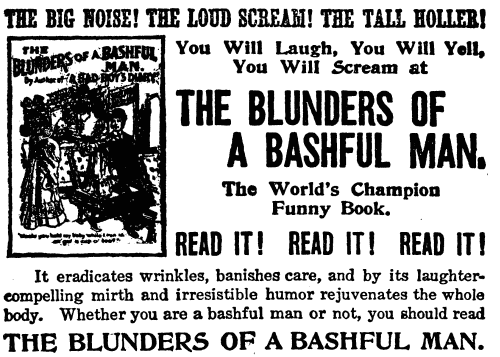 THE BIG NOISE! THE LOUD SCREAM! THE TALL HOLLER!
THE
BLUNDERS OF A BASHFUL
MAN.
By Author of "A BAD BOY'S DIARY"
You Will Laugh, You Will Yell,
You Will Scream at
THE BLUNDERS OF
A BASHFUL MAN.
The World's Champion
Funny Book.
READ IT! READ IT! READ IT!
It eradicates wrinkles, banishes care, and by its laughter-
compelling mirth and irresistible humor rejuvenates the whole
body. Whether you are a bashful man or not, you should read
THE BLUNDERS OF A BASHFUL MAN.